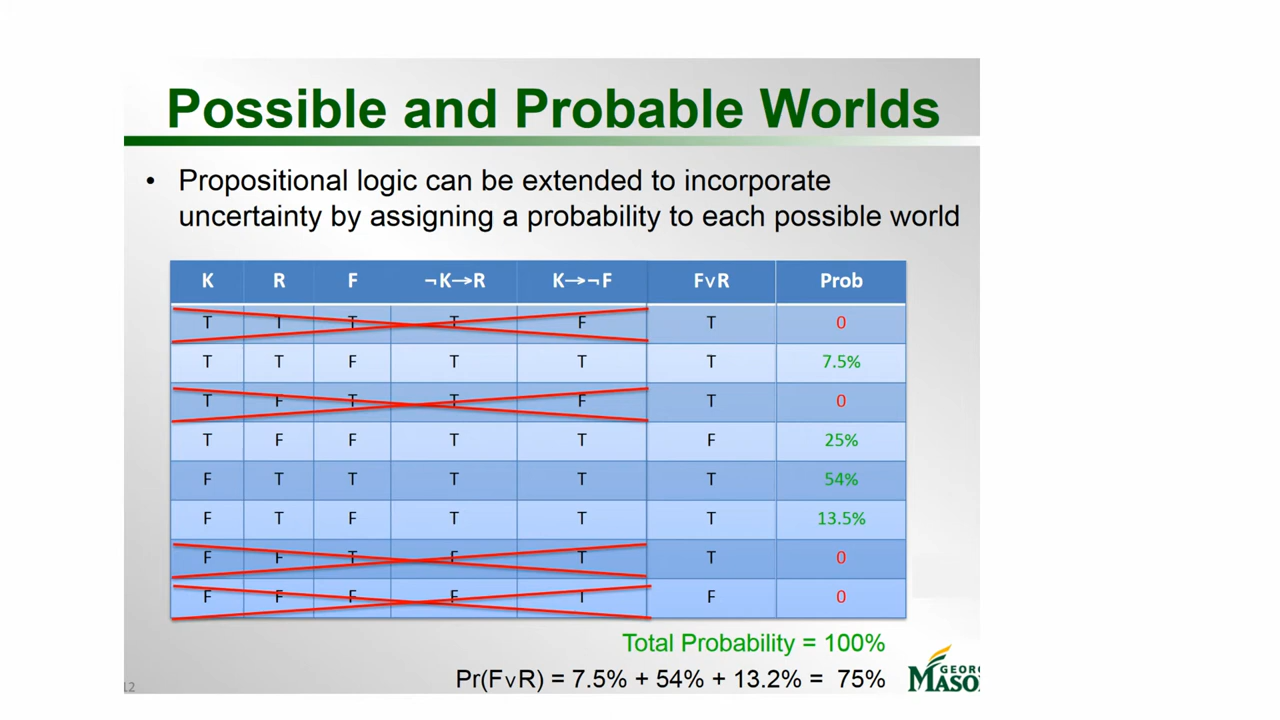 Possible and Probable Worlds
• Propositional logic can be extended to incorporate
uncertainty by assigning a probability to each possible world
K R F ¬K→R K→¬F F∨R Prob
T T T T F T 0
T T F T T T 7.5%
T F T T F T 0
T F F T T F 25%
F T T T T T 54%
F T F T T T 13.5%
F F T F T T 0
F F F F T F 0
Total Probability = 100%
Pr(F∨R) = 7.5% + 54% + 13.2% = 75%
12
GEORG
MASO